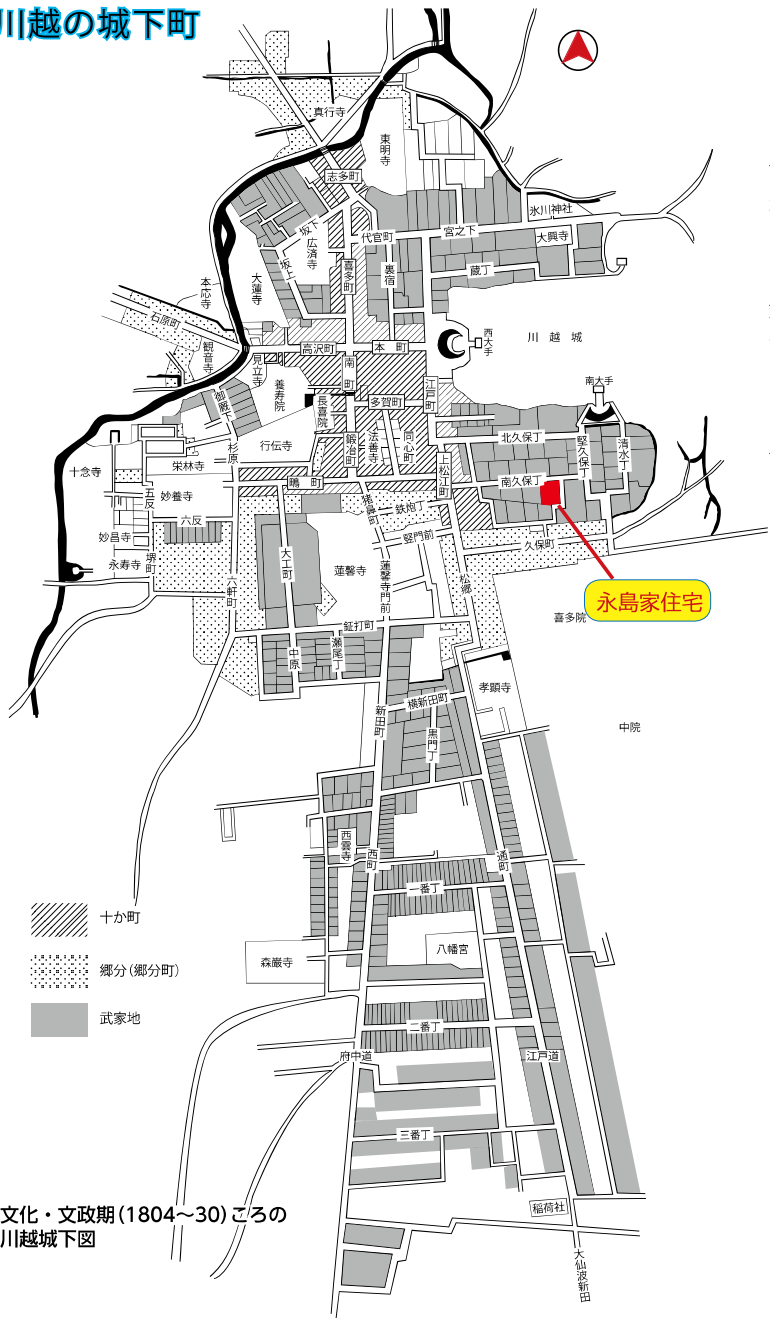 川越の城下町
真行寺
東明寺
志多町
氷川神社
坂下
広済寺
代官町
宮之下
大興寺
坂上
喜多町
裏宿
蔵丁
大蓮寺
本応寺
石原町
観音寺
高沢町
本町
西大手
川越城
見立寺
養寿院
南町
江戸町
南大手
御厩下
長喜院
多賀町
杉原
行伝寺
鍛冶町
法善寺
同心町
北久保丁
堅久保丁
清水丁
十念寺
栄林寺
上松江町
南久保丁
鴫町
五反
妙養寺
猪鼻町
鉄炮丁
六反
竪門前
久保町
妙昌寺
永寿寺
堺町
大工町
蓮馨寺
蓮馨寺門前
松郷
永島家住宅
六軒町
喜多院
鉦打町
中原
瀬尾丁
孝顕寺
新田町
横新田町
黒門丁
中院
西雲寺
西町
通町
一番丁
十か町
八幡宮
森巌寺
郷分(郷分町)
武家地
二番丁
府中道
江戸道
三番丁
稲荷社
文化・文政期(1804〜30)ころの
川越城下図
大仙波新田